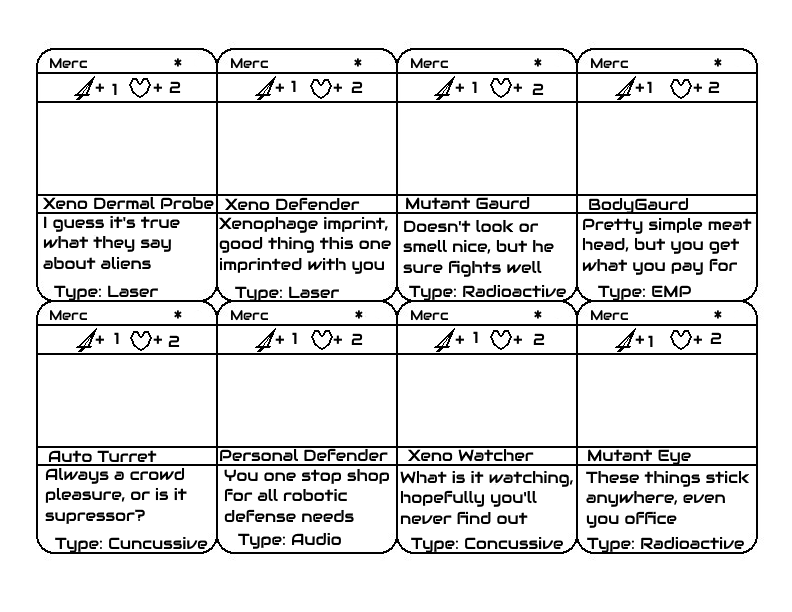 Merc *
+ 1 + 2
Xeno Dermal Probe
I guess it's true
what they say
about aliens
Type: Laser
Merc *
+ 1 + 2
Xeno Defender
Xenophage imprint,
good thing this one
imprinted with you
Type: Laser
Merc *
+ 1 + 2
Mutant Gaurd
Doesn't look or
smell nice, but he
sure fights well
Type: Radioactive
Merc *
+1 + 2
BodyGaurd
Pretty simple meat
head, but you get
what you pay for
Type: EMP
Merc *
+ 1 + 2
Auto Turret
Always a crowd
pleasure, or is it
supressor?
Type: Cuncussive
Merc *
+ 1 + 2
Personal Defender
You one stop shop
for all robotic
defense needs
Type: Audio
Merc *
+ 1 + 2
Xeno Watcher
What is it watching,
hopefully you'll
never find out
Type: Concussive
Merc *
+1 + 2
Mutant Eye
These things stick
anywhere, even
you office
Type: Radioactive